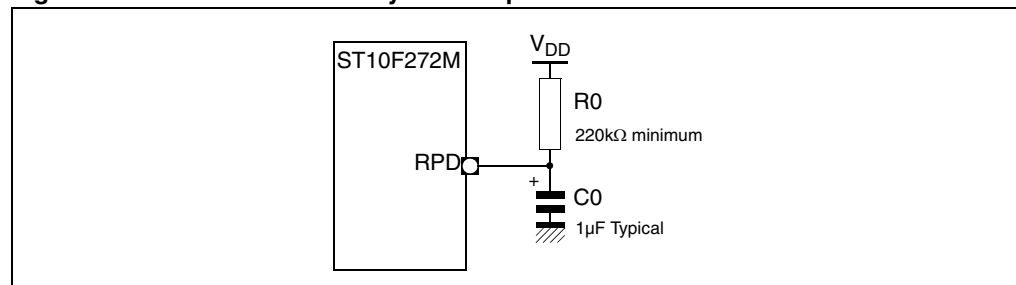 ST10F272M
VDD
R0
220kΩ minimum
RPD
+
C0
1µF Typical